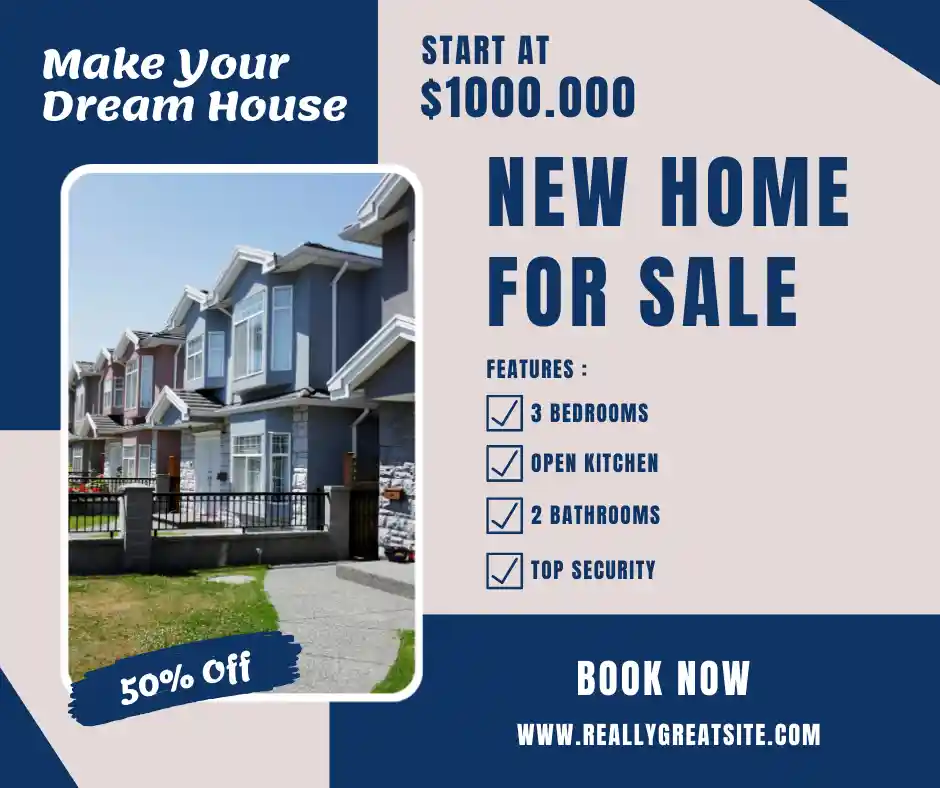 Make Your
Dream House
START AT
$1000.000
NEW HOME
FOR SALE
FEATURES :
3 BEDROOMS
OPEN KITCHEN
2 BATHROOMS
TOP SECURITY
50% Off
BOOK NOW
WWW.REALLYGREATSITE.COM